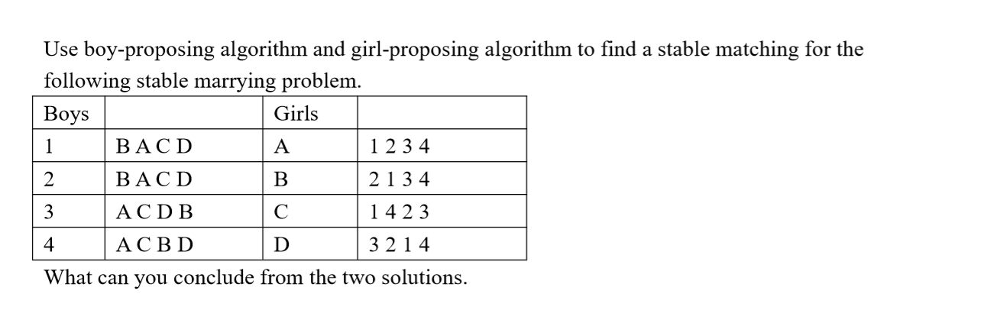 Use boy-proposing algorithm and girl-proposing algorithm to find a stable matching for the
following stable marrying problem.
Boys Girls
1 B A C D A 1 2 3 4
2 B A C D B 2 1 3 4
3 A C D B C 1 4 2 3
4 A C B D D 3 2 1 4
What can you conclude from the two solutions.